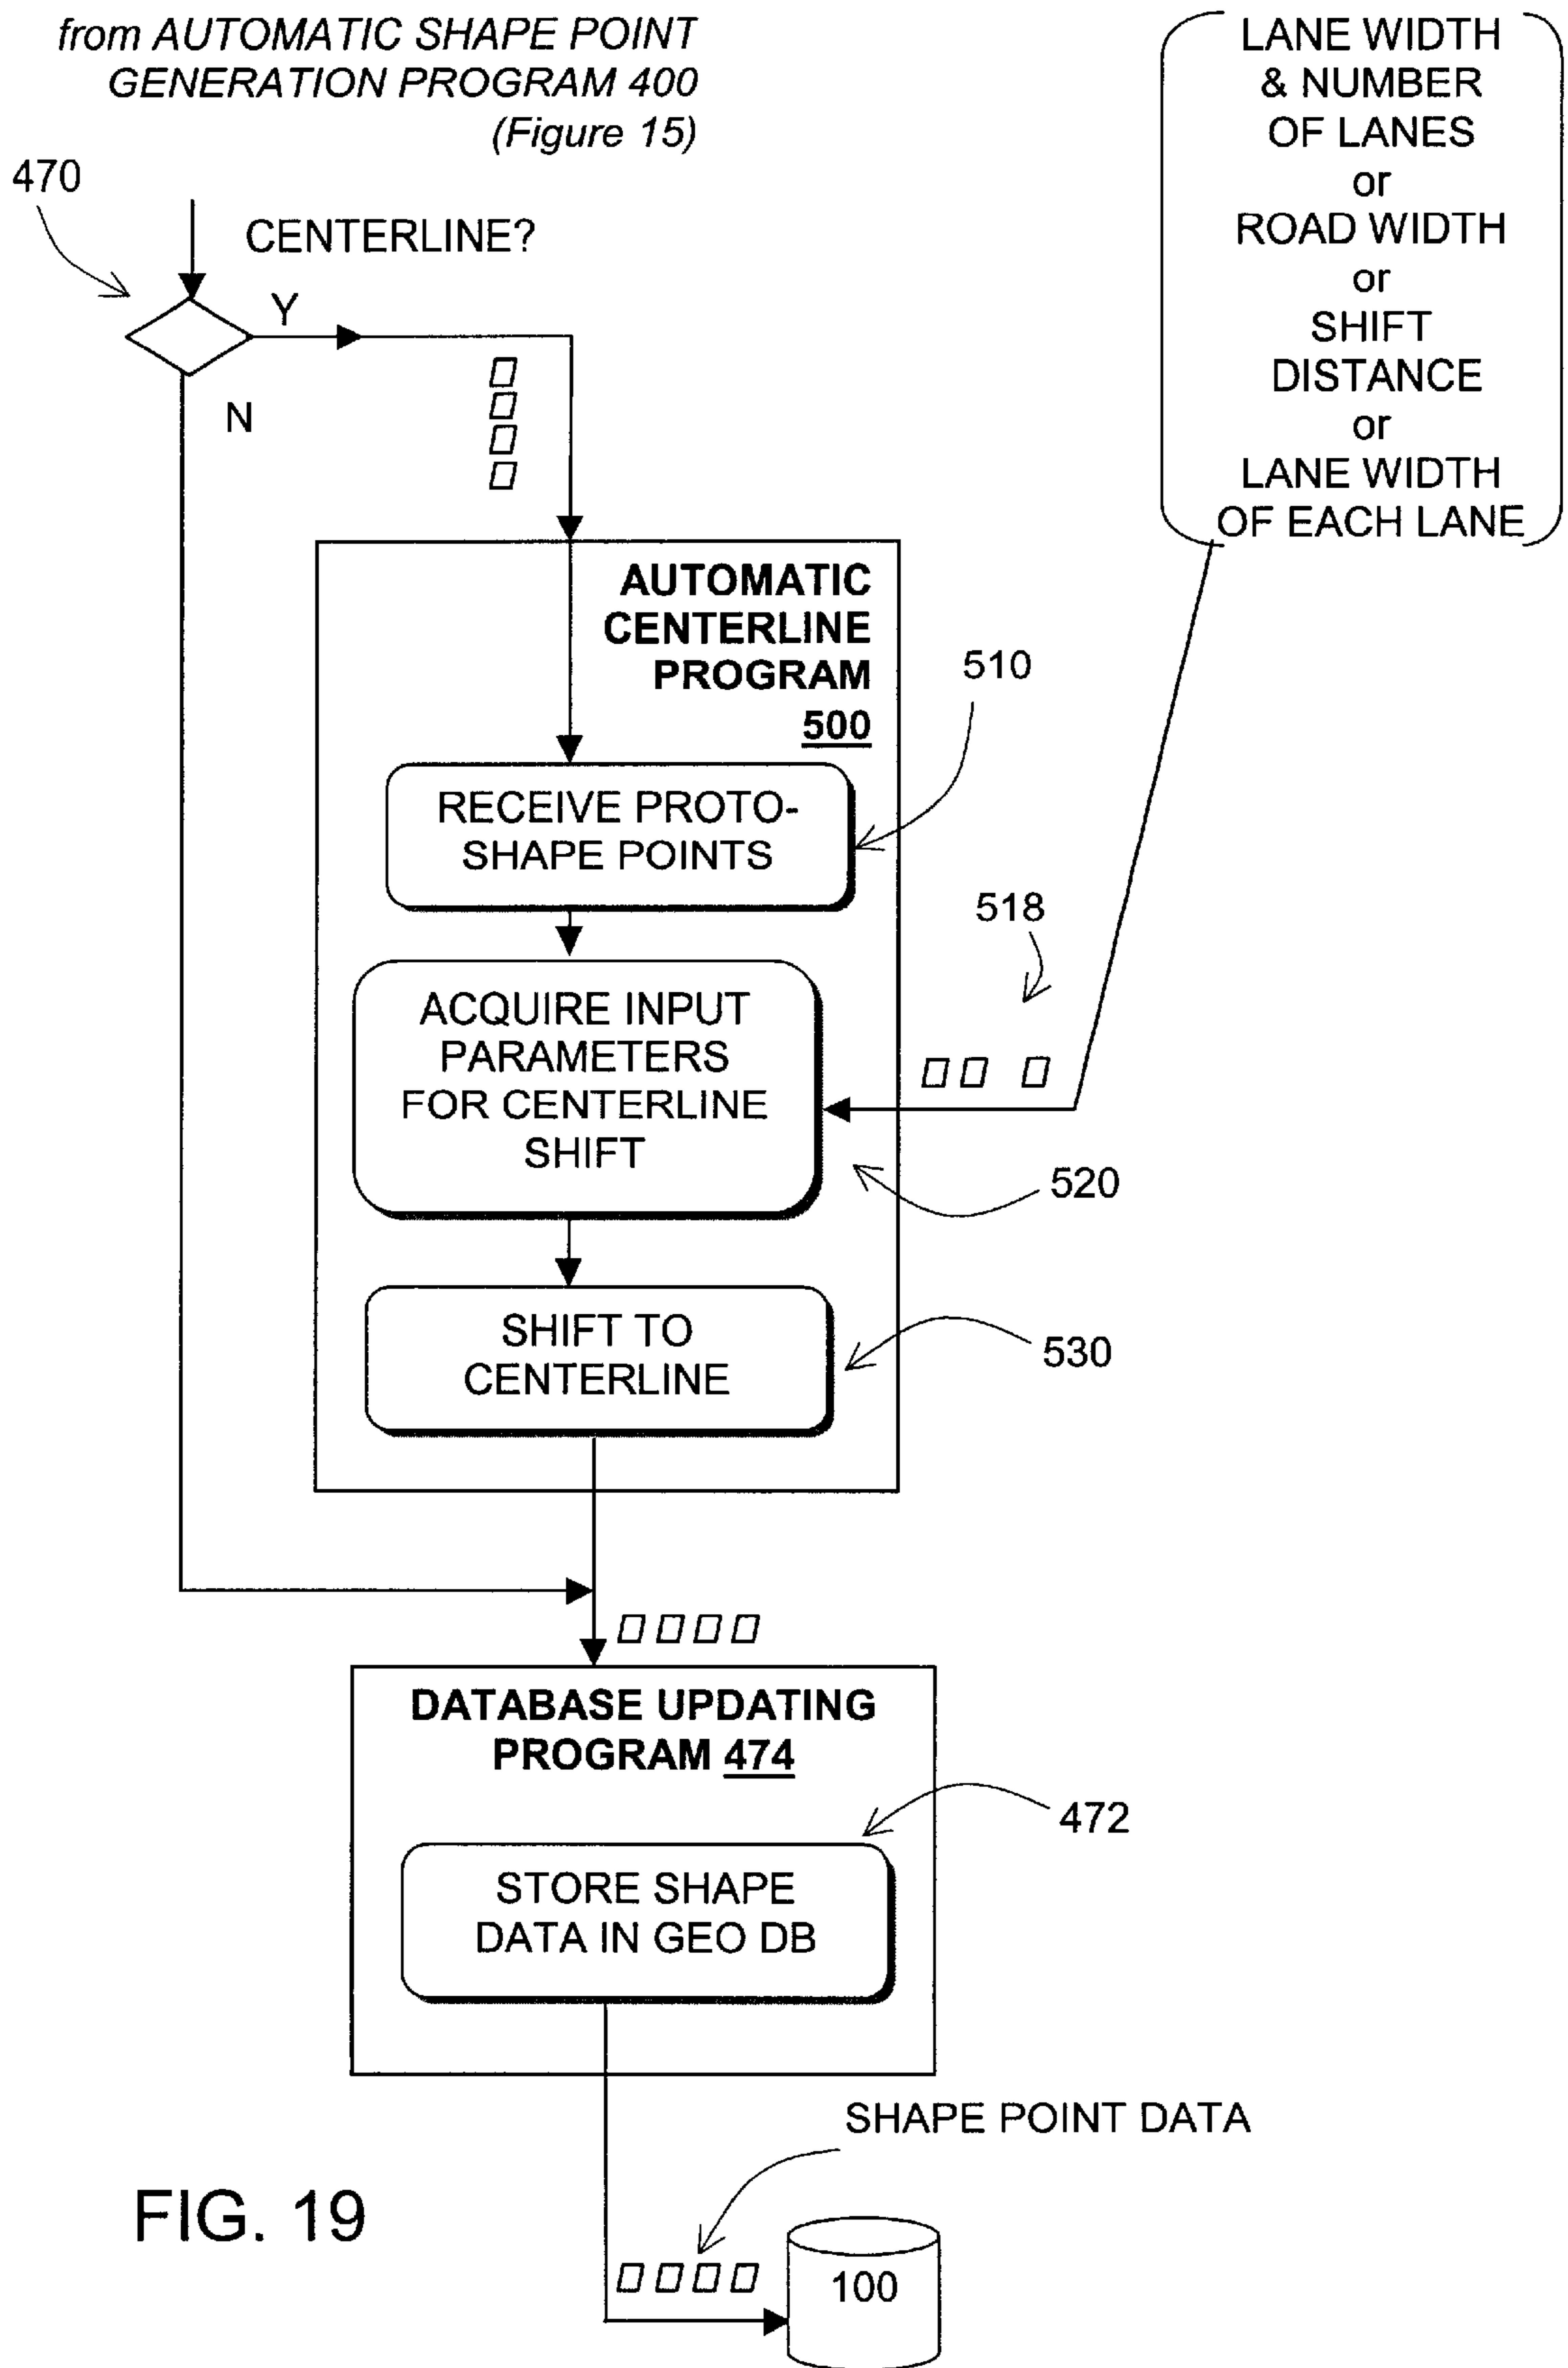 from AUTOMATIC SHAPE POINT
GENERATION PROGRAM 400
(Figure 15)
LANE WIDTH
& NUMBER
OF LANES
or
ROAD WIDTH
or
SHIFT
DISTANCE
or
LANE WIDTH
OF EACH LANE
470
CENTERLINE?
Y
N
AUTOMATIC
CENTERLINE
PROGRAM
500
510
RECEIVE PROTO-
SHAPE POINTS
518
ACQUIRE INPUT
PARAMETERS
FOR CENTERLINE
SHIFT
520
SHIFT TO
CENTERLINE
530
DATABASE UPDATING
PROGRAM 474
472
STORE SHAPE
DATA IN GEO DB
SHAPE POINT DATA
FIG. 19
100